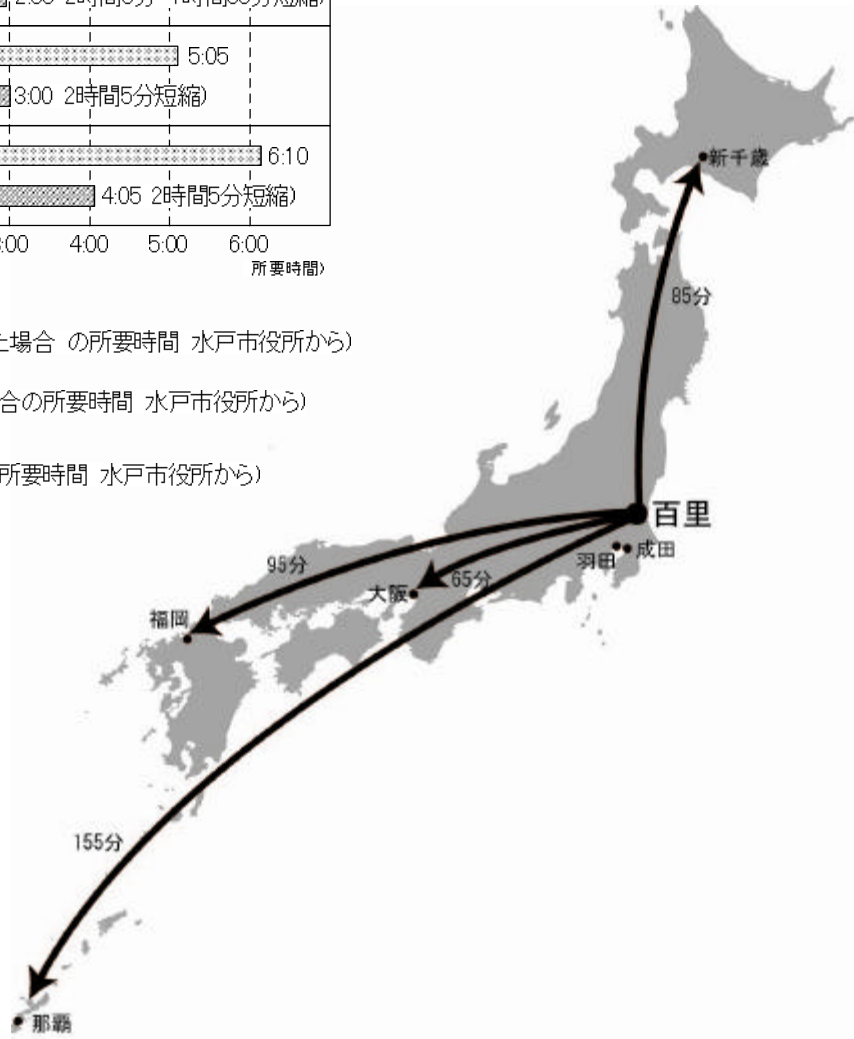 5:05
3:00 2時間5分短縮)
6:10
4:05 2時間5分短縮)
:00 4:00 5:00 6:00
所要時間)
場合 の所要時間 水戸市役所から)
合の所要時間 水戸市役所から)
所要時間 水戸市役所から)
新千歳
85分
百里
羽田 成田
95分
65分
大阪
福岡
155分
那覇